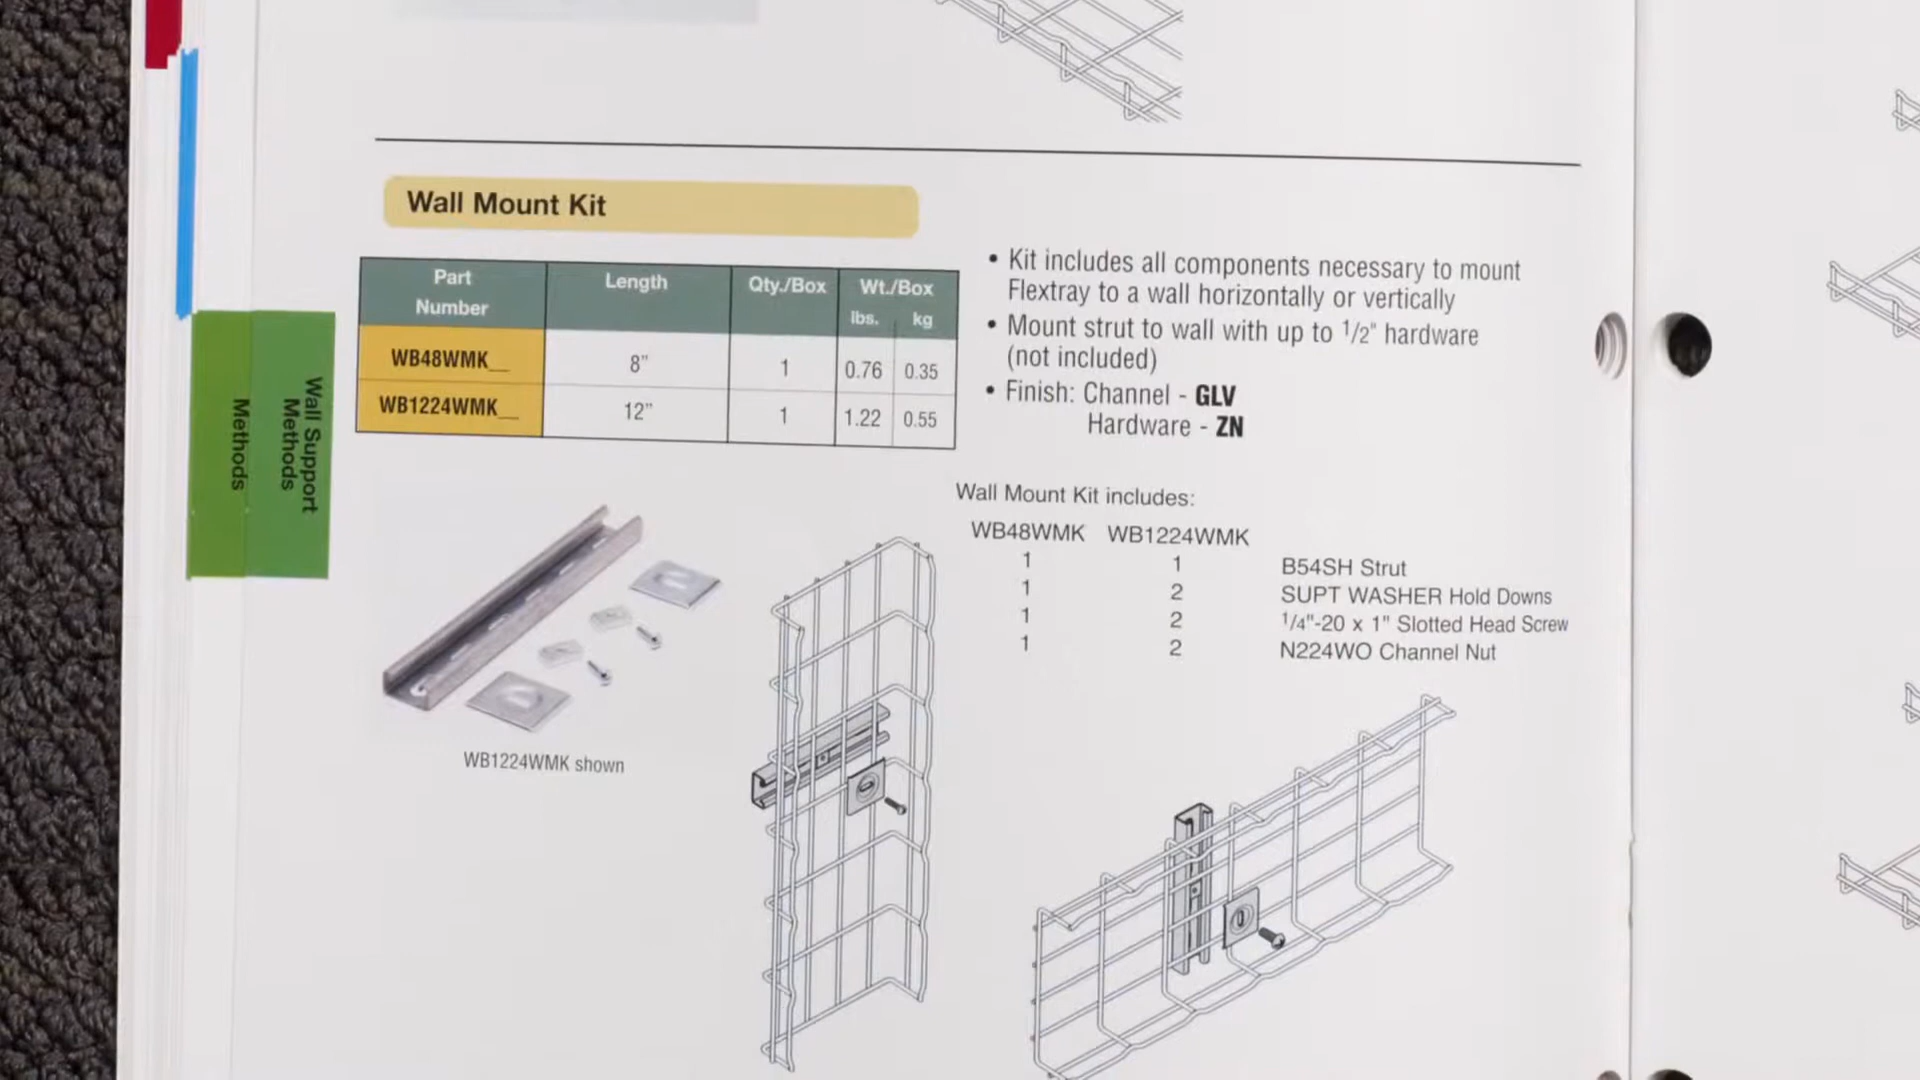 Wall Mount Kit
Part Number
Length
Qty./Box
Wt./Box
lbs.
kg
WB48WMK__ 8" 1 0.76 0.35
WB1224WMK__ 12" 1 1.22 0.55
• Kit includes all components necessary to mount
Flextray to a wall horizontally or vertically
• Mount strut to wall with up to 1/2" hardware
(not included)
• Finish: Channel - GLV
Hardware - ZN
Wall Support
Methods
Methods
Wall Mount Kit includes:
WB48WMK WB1224WMK
1 1 B54SH Strut
1 2 SUPT WASHER Hold Downs
1 2 1/4"-20 x 1" Slotted Head Screw
1 2 N224WO Channel Nut
WB1224WMK shown